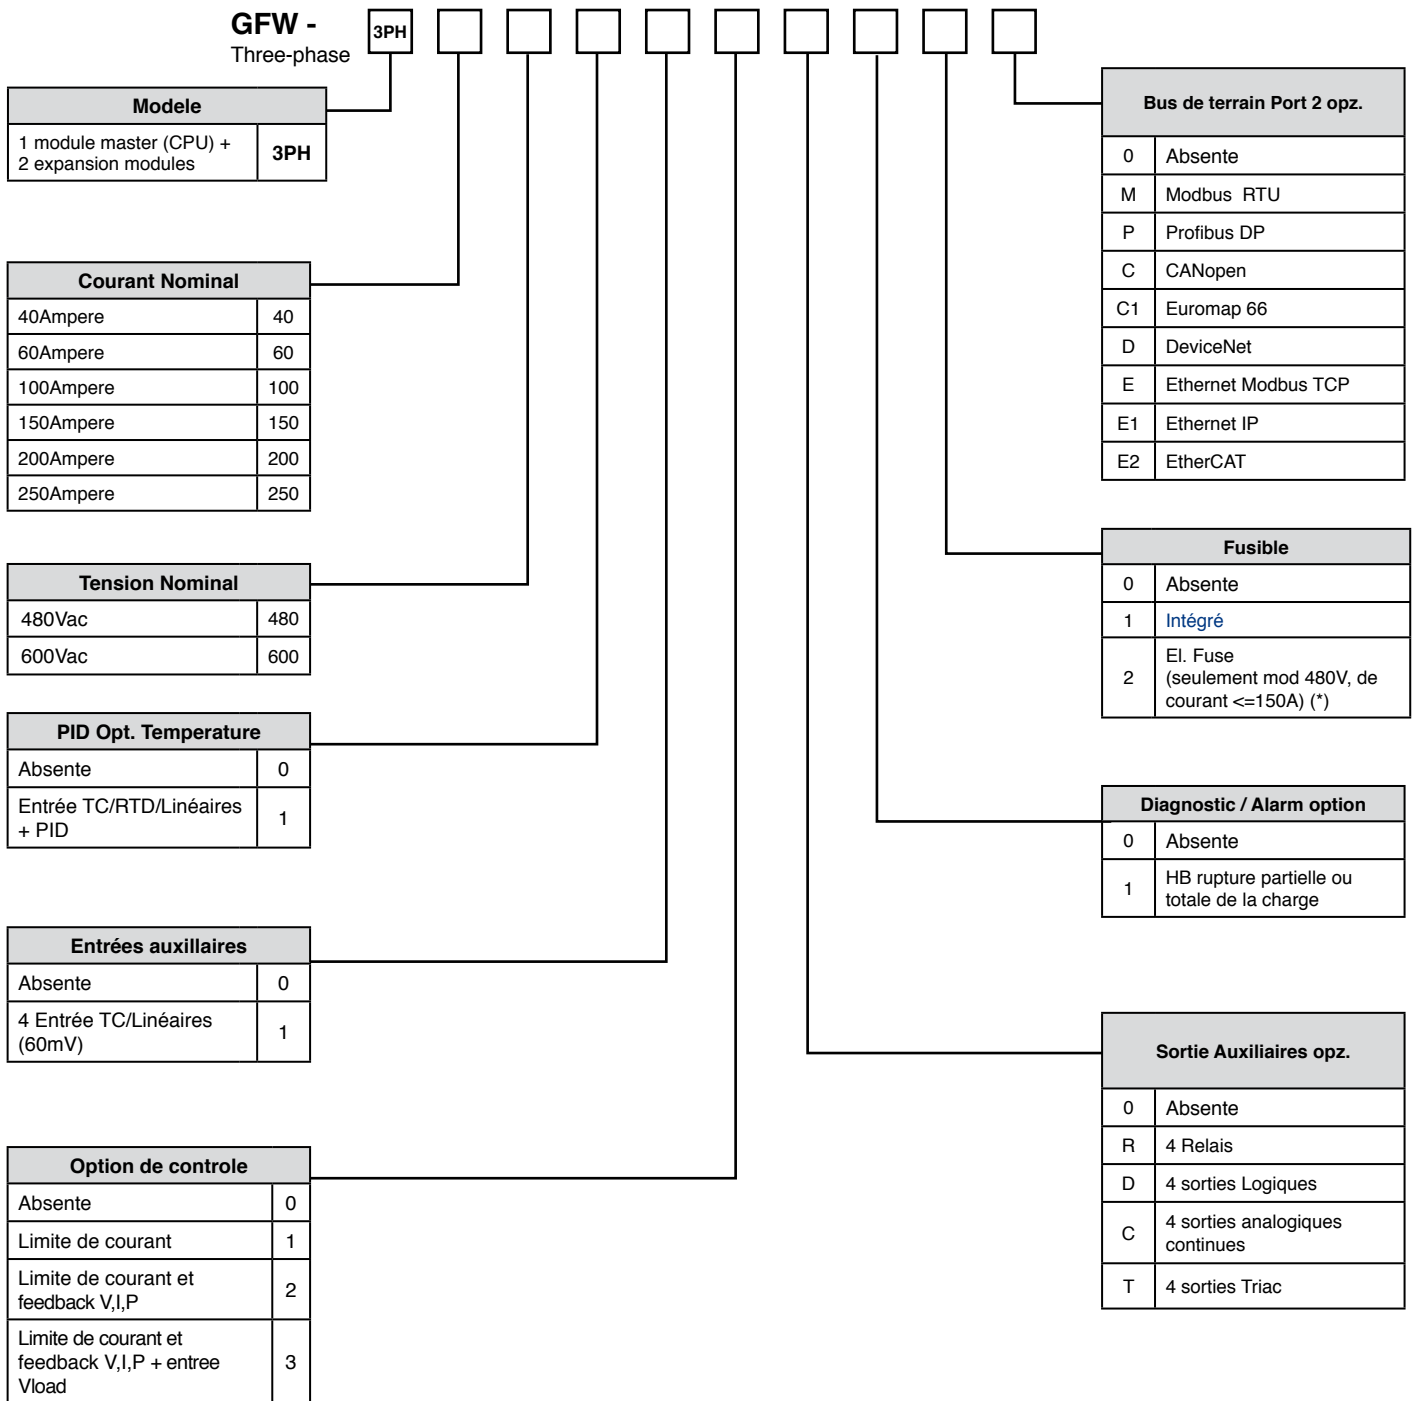 GFW -
Three-phase
3PH
Modele
1 module master (CPU) +
2 expansion modules
3PH
Courant Nominal
40Ampere 40
60Ampere 60
100Ampere 100
150Ampere 150
200Ampere 200
250Ampere 250
Tension Nominal
480Vac 480
600Vac 600
PID Opt. Temperature
Absente 0
Entrée TC/RTD/Linéaires
+ PID
1
Entrées auxillaires
Absente 0
4 Entrée TC/Linéaires
(60mV)
1
Option de controle
Absente 0
Limite de courant 1
Limite de courant et
feedback V,I,P
2
Limite de courant et
feedback V,I,P + entree
Vload
3
Bus de terrain Port 2 opz.
0 Absente
M Modbus RTU
P Profibus DP
C CANopen
C1 Euromap 66
D DeviceNet
E Ethernet Modbus TCP
E1 Ethernet IP
E2 EtherCAT
Fusible
0 Absente
1 Intégré
2
El. Fuse
(seulement mod 480V, de
courant <=150A) (*)
Diagnostic / Alarm option
0 Absente
1
HB rupture partielle ou
totale de la charge
Sortie Auxiliaires opz.
0 Absente
R 4 Relais
D 4 sorties Logiques
C
4 sorties analogiques
continues
T 4 sorties Triac